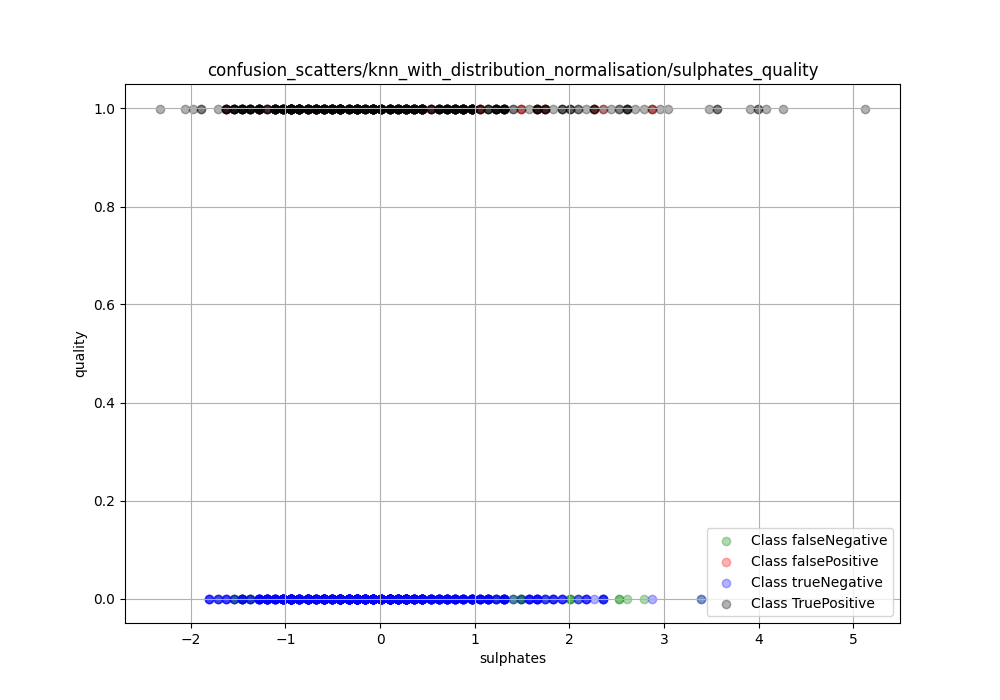 confusion_scatters/knn_with_distribution_normalisation/sulphates_quality
1.0
0.8
0.6
0.4
0.2
0.0
quality
−2
−1
0
1
2
3
4
5
sulphates
Class falseNegative
Class falsePositive
Class trueNegative
Class TruePositive